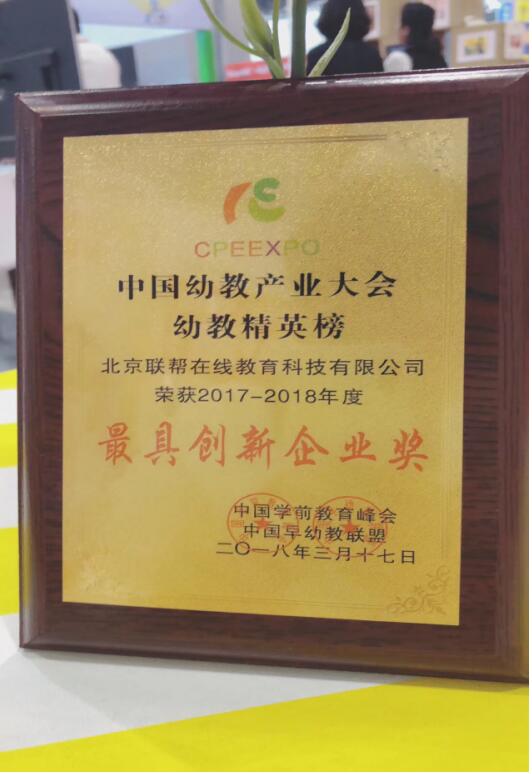 CPEEXPO
中国幼教产业大会
幼教精英榜
北京联帮在线教育科技有限公司
荣获2017-2018年度
最具创新企业奖
中国学前教育峰会
中国早幼教联盟
二〇一八年三月十七日